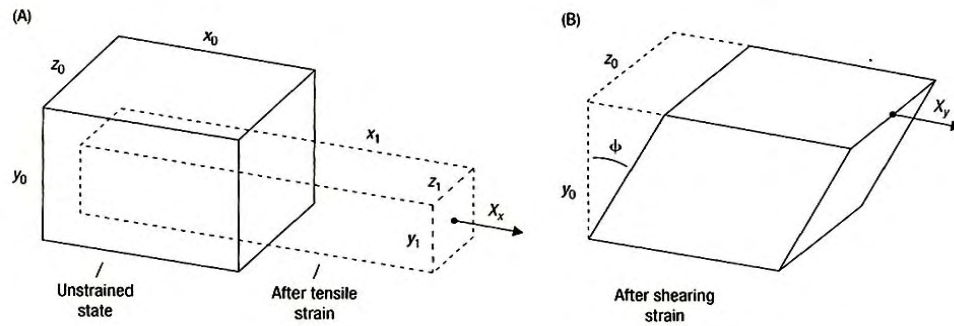 (A)
x0
z0
y0
x1
z1
y1
Xx
Unstrained
state
After tensile
strain
(B)
z0
Xy
ϕ
y0
After shearing
strain